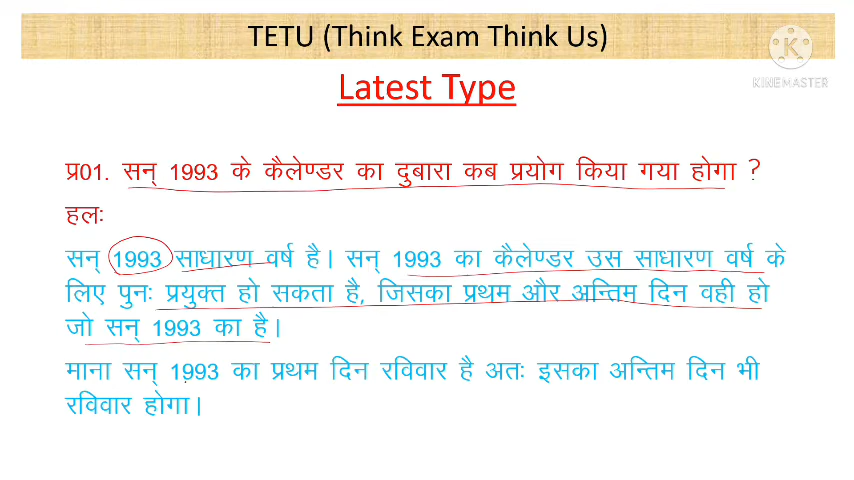 TETU (Think Exam Think Us)
K
KINEMASTER
Latest Type
प्र01. सन् 1993 के कैलेण्डर का दुबारा कब प्रयोग किया गया होगा ?
हलः
सन् 1993 साधारण वर्ष है। सन् 1993 का कैलेण्डर उस साधारण वर्ष के
लिए पुनः प्रयुक्त हो सकता है, जिसका प्रथम और अन्तिम दिन वही हो
जो सन् 1993 का है।
माना सन् 1993 का प्रथम दिन रविवार है अतः इसका अन्तिम दिन भी
रविवार होगा।